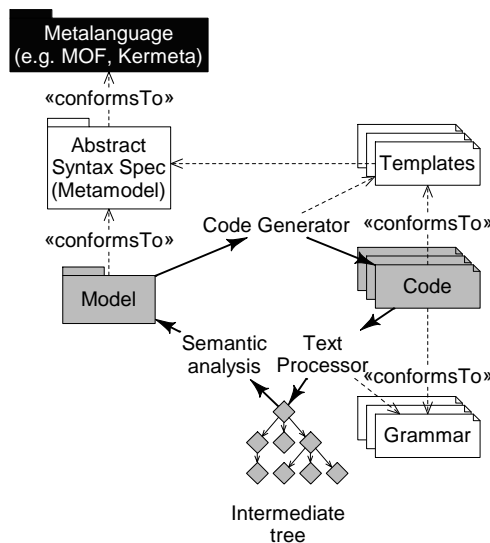 Metalanguage
(e.g. MOF, Kermeta)
«conformsTo»
Abstract
Syntax Spec
(Metamodel)
Templates
«conformsTo»
Code Generator
«conformsTo»
Model
Code
Semantic
analysis
Text
Processor
«conformsTo»
Grammar
Intermediate
tree